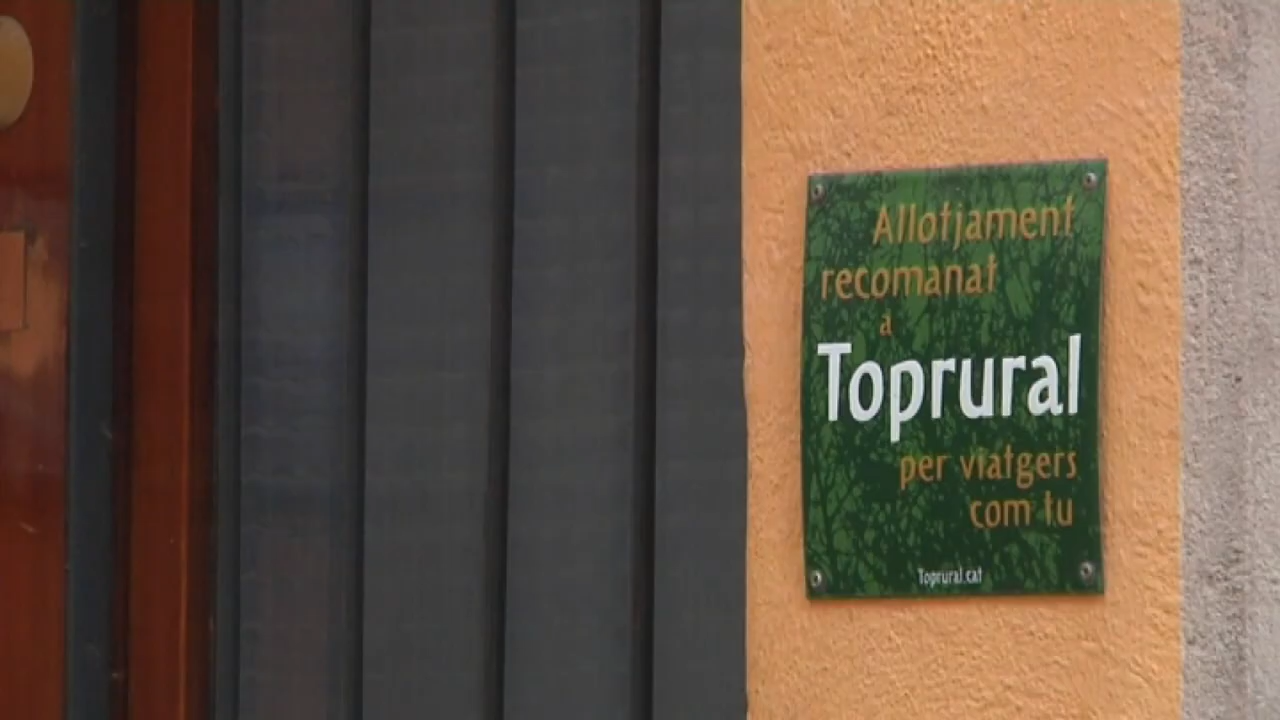 Allotjament
recomanat
a
Toprural
per viatgers
com tu
Toprural.cat